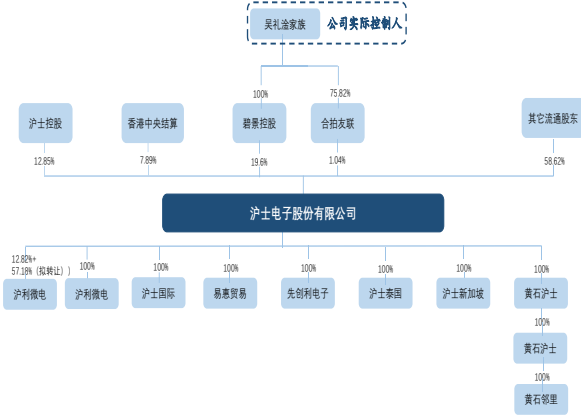 吴礼淦家族
公司实际控制人
100%
75.82%
沪士控股
香港中央结算
碧景控股
合拍友联
其它流通股东
12.85%
7.89%
19.6%
1.04%
58.62%
沪士电子股份有限公司
12.82%+
57.18%（拟转让））
100%
100%
100%
100%
100%
100%
100%
沪利微电
沪利微电
沪士国际
易惠贸易
先创利电子
沪士泰国
沪士新加坡
黄石沪士
100%
黄石沪士
100%
黄石邻里